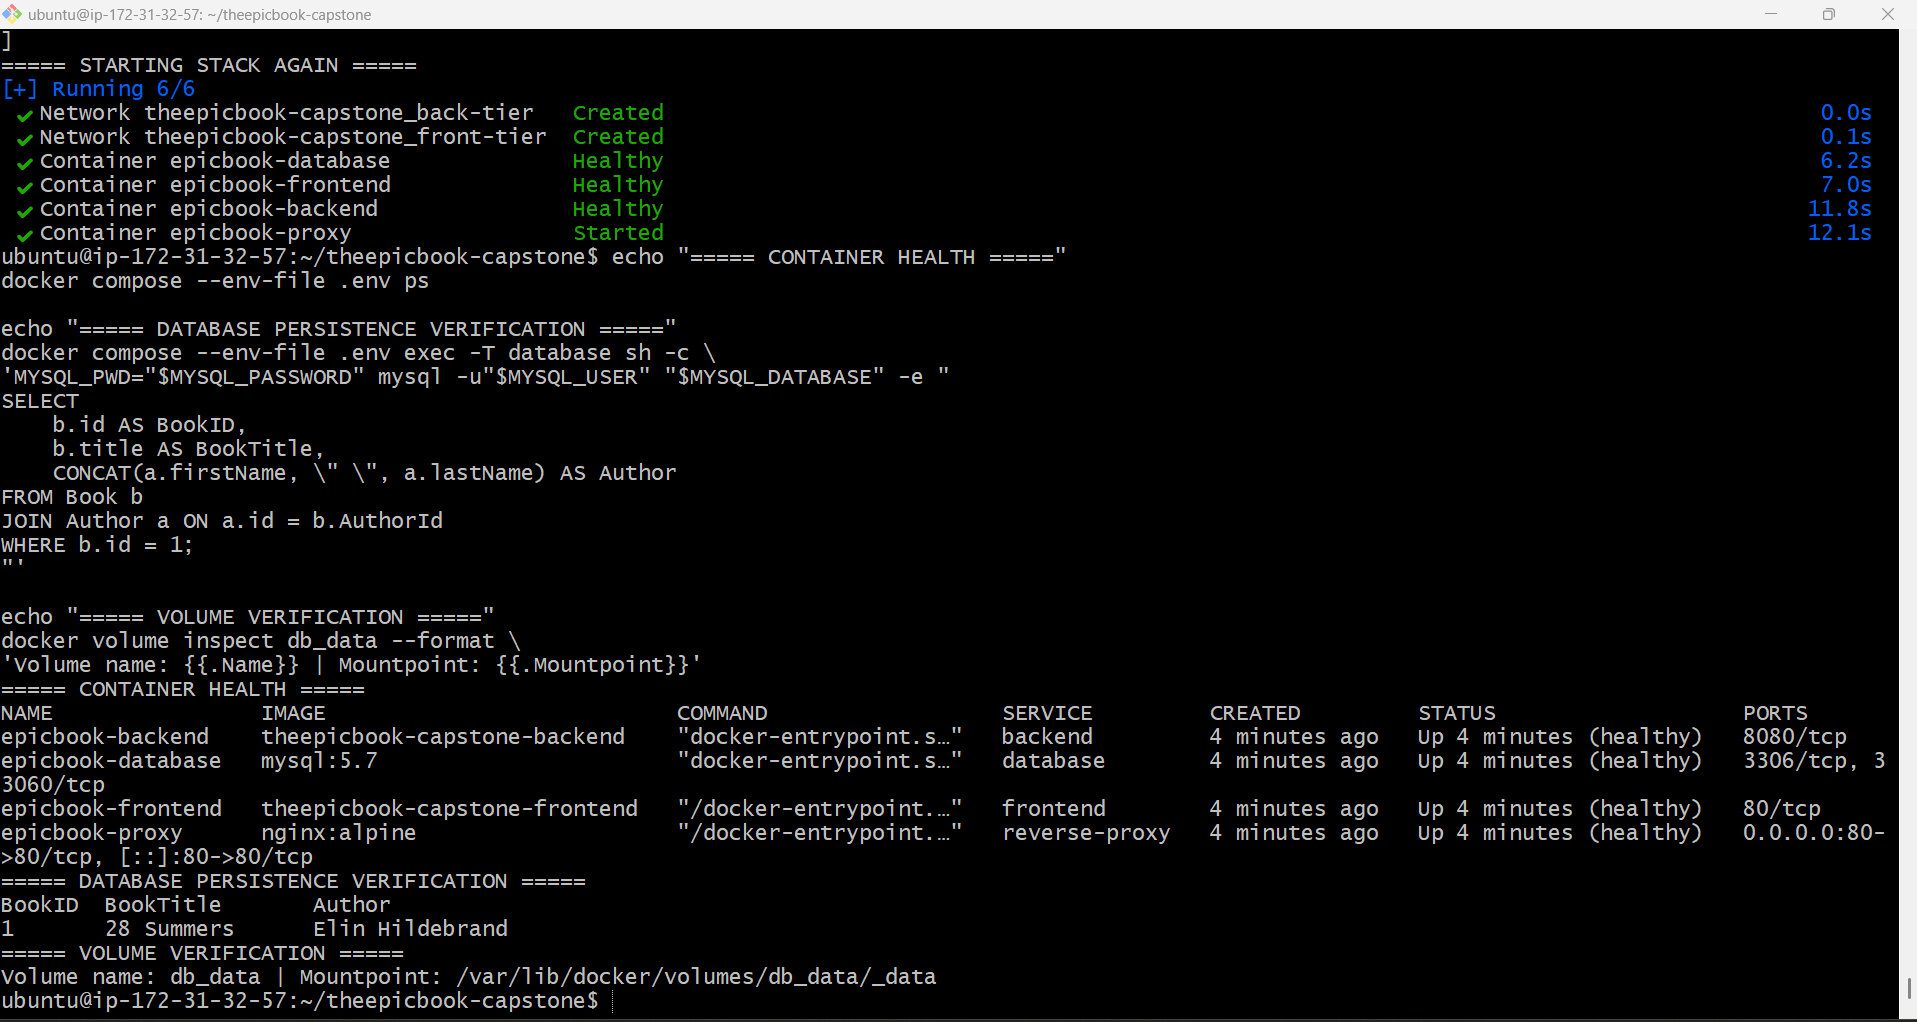 ubuntu@ip-172-31-32-57: ~/theepicbook-capstone
]
===== STARTING STACK AGAIN =====
[+] Running 6/6
✔ Network theepicbook-capstone_back-tier Created 0.0s
✔ Network theepicbook-capstone_front-tier Created 0.1s
✔ Container epicbook-database Healthy 6.2s
✔ Container epicbook-frontend Healthy 7.0s
✔ Container epicbook-backend Healthy 11.8s
✔ Container epicbook-proxy Started 12.1s
ubuntu@ip-172-31-32-57:~/theepicbook-capstone$ echo "===== CONTAINER HEALTH ====="
docker compose --env-file .env ps
echo "===== DATABASE PERSISTENCE VERIFICATION ====="
docker compose --env-file .env exec -T database sh -c \
'MYSQL_PWD="$MYSQL_PASSWORD" mysql -u"$MYSQL_USER" "$MYSQL_DATABASE" -e "
SELECT
    b.id AS BookID,
    b.title AS BookTitle,
    CONCAT(a.firstName, \" \", a.lastName) AS Author
FROM Book b
JOIN Author a ON a.id = b.AuthorId
WHERE b.id = 1;
"'
echo "===== VOLUME VERIFICATION ====="
docker volume inspect db_data --format \
'Volume name: {{.Name}} | Mountpoint: {{.Mountpoint}}'
===== CONTAINER HEALTH =====
NAME IMAGE COMMAND SERVICE CREATED STATUS PORTS
epicbook-backend theepicbook-capstone-backend "docker-entrypoint.s…" backend 4 minutes ago Up 4 minutes (healthy) 8080/tcp
epicbook-database mysql:5.7 "docker-entrypoint.s…" database 4 minutes ago Up 4 minutes (healthy) 3306/tcp, 3
3060/tcp
epicbook-frontend theepicbook-capstone-frontend "/docker-entrypoint.…" frontend 4 minutes ago Up 4 minutes (healthy) 80/tcp
epicbook-proxy nginx:alpine "/docker-entrypoint.…" reverse-proxy 4 minutes ago Up 4 minutes (healthy) 0.0.0.0:80-
>80/tcp, [::]:80->80/tcp
===== DATABASE PERSISTENCE VERIFICATION =====
BookID BookTitle Author
1 28 Summers Elin Hildebrand
===== VOLUME VERIFICATION =====
Volume name: db_data | Mountpoint: /var/lib/docker/volumes/db_data/_data
ubuntu@ip-172-31-32-57:~/theepicbook-capstone$